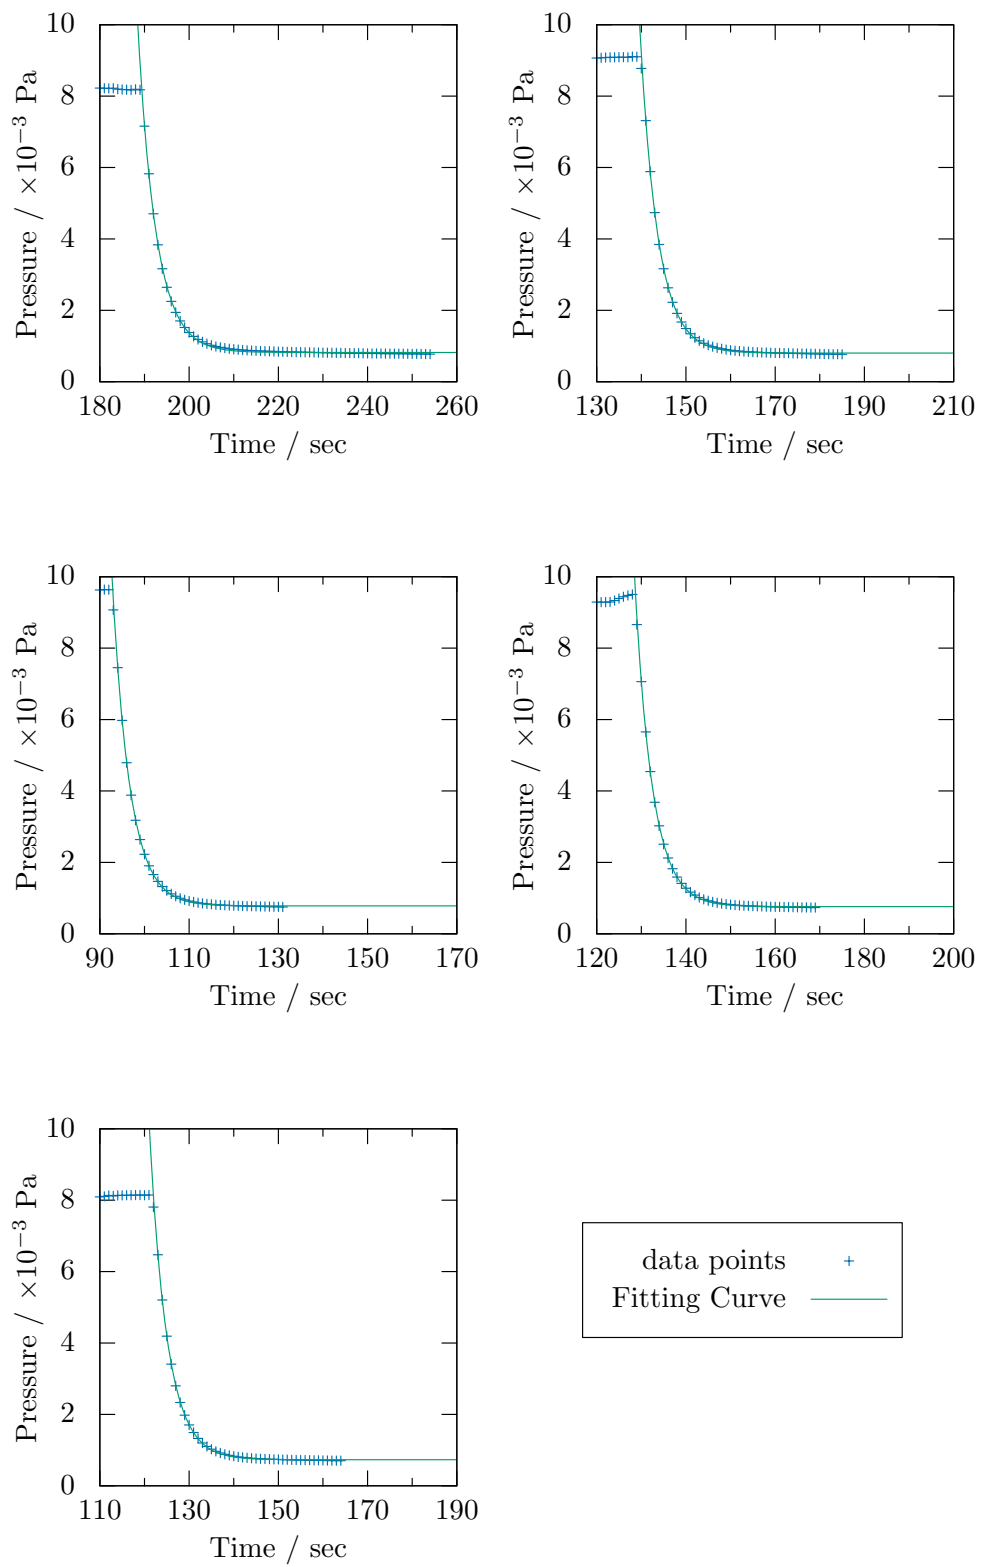 10
8
6
4
2
0
Pressure / ×10⁻³ Pa
180 200 220 240 260
Time / sec
10
8
6
4
2
0
Pressure / ×10⁻³ Pa
130 150 170 190 210
Time / sec
10
8
6
4
2
0
Pressure / ×10⁻³ Pa
90 110 130 150 170
Time / sec
10
8
6
4
2
0
Pressure / ×10⁻³ Pa
120 140 160 180 200
Time / sec
10
8
6
4
2
0
Pressure / ×10⁻³ Pa
110 130 150 170 190
Time / sec
data points
Fitting Curve